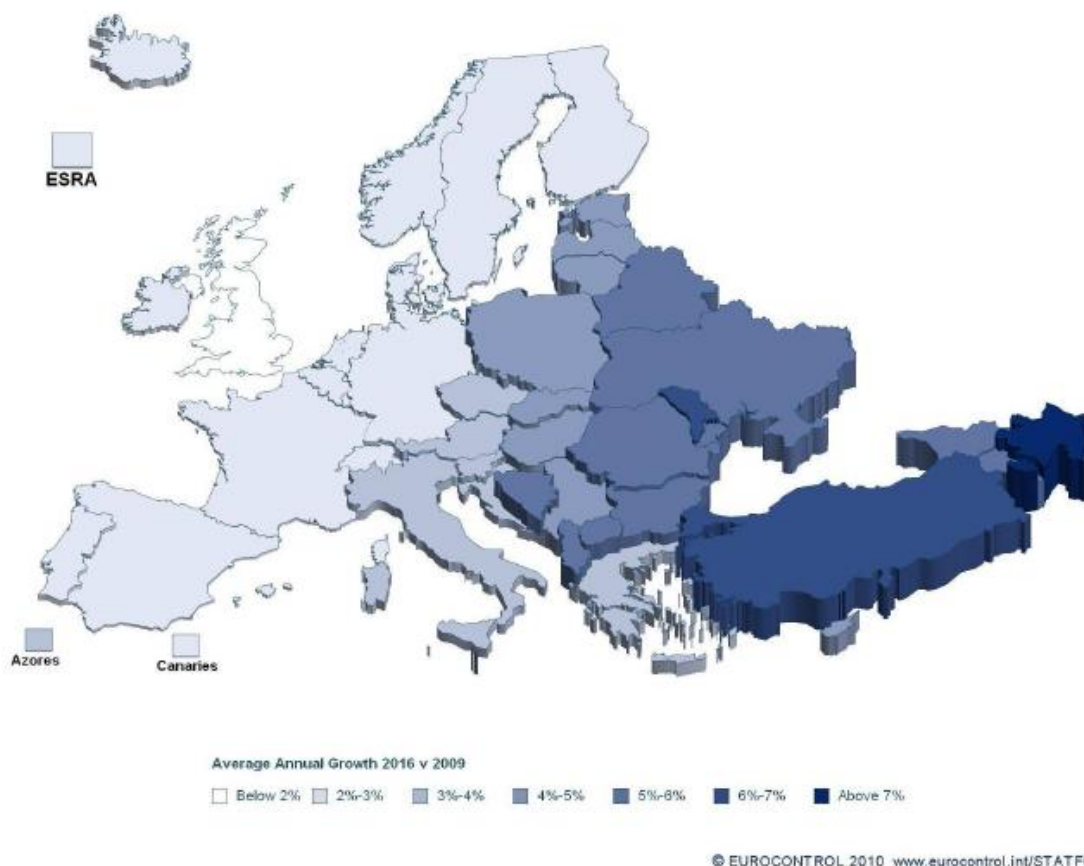 ESRA
Azores
Canaries
Average Annual Growth 2016 v 2009
Below 2% 2%-3% 3%-4% 4%-5% 5%-6% 6%-7% Above 7%
© EUROCONTROL 2010 www.eurocontrol.int/STATF